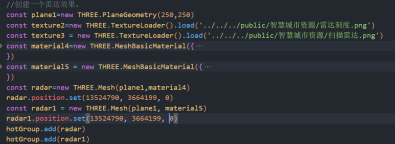 //创建一个雷达效果,
const plane1=new THREE.PlaneGeometry(250,250)
const texture2=new THREE.TextureLoader().load('../../../public/智慧城市资源/雷达刻度.png')
const texture3 = new THREE.TextureLoader().load('../../../public/智慧城市资源/扫描雷达.png')
const material4=new THREE.MeshBasicMaterial({…
})
const material5 = new THREE.MeshBasicMaterial({…
})
const radar=new THREE.Mesh(plane1,material4)
radar.position.set(13524790, 3664199, 0)
const radar1 = new THREE.Mesh(plane1, material5)
radar1.position.set(13524790, 3664199, 0)
hotGroup.add(radar)
hotGroup.add(radar1)